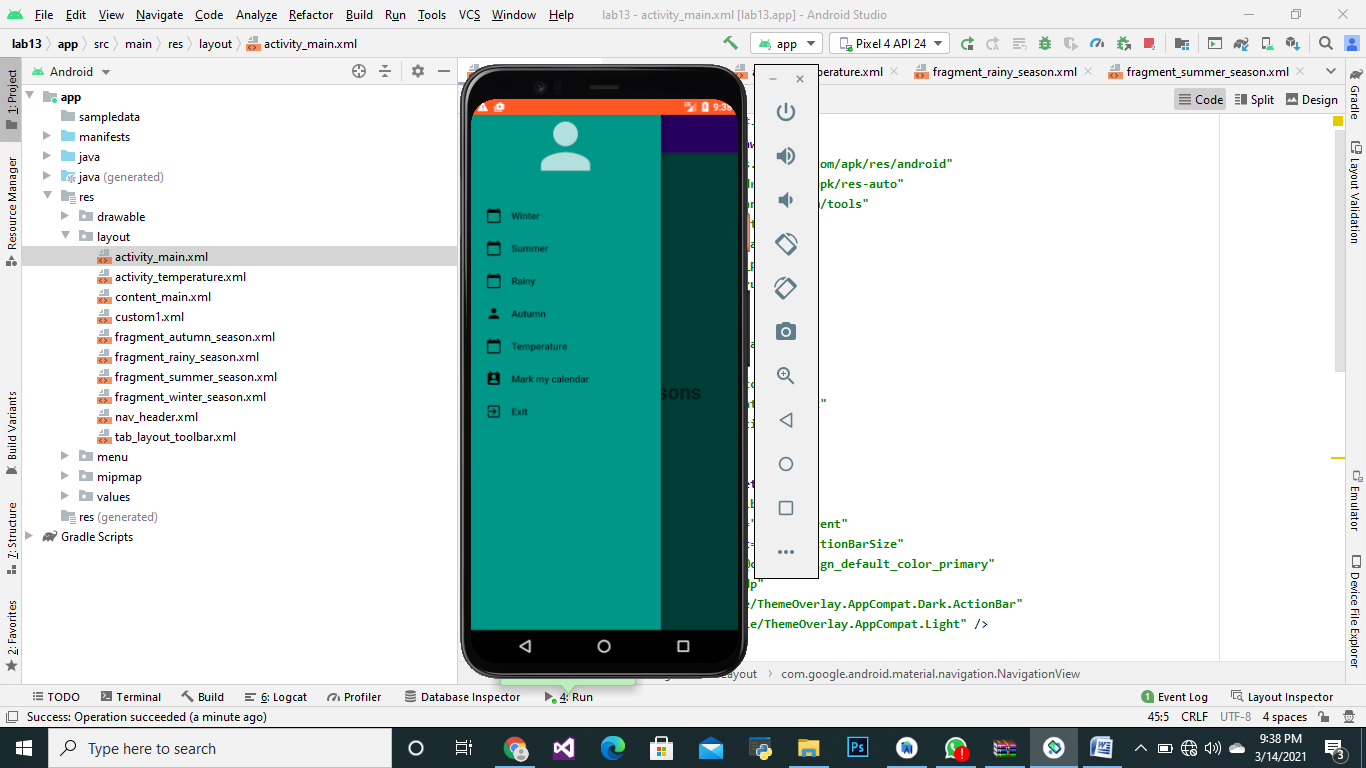 File Edit View Navigate Code Analyze Refactor Build Run Tools VCS Window Help lab13 - activity_main.xml [lab13.app] - Android Studio
lab13 app src main res layout activity_main.xml app Pixel 4 API 24
Android perature.xml fragment_rainy_season.xml fragment_summer_season.xml
Code Split Design
1: Project
Resource Manager
Build Variants
7: Structure
2: Favorites
app
sampledata
manifests
java
java (generated)
res
drawable
layout
activity_main.xml
activity_temperature.xml
content_main.xml
custom1.xml
fragment_autumn_season.xml
fragment_rainy_season.xml
fragment_summer_season.xml
fragment_winter_season.xml
nav_header.xml
tab_layout_toolbar.xml
menu
mipmap
values
res (generated)
Gradle Scripts
9:38
Winter
Summer
Rainy
Autumn
Temperature
Mark my calendar
Exit
sons
om/apk/res/android"
pk/res-auto"
/tools"
ent"
tionBarSize"
gn_default_color_primary"
/ThemeOverlay.AppCompat.Dark.ActionBar"
e/ThemeOverlay.AppCompat.Light" />
Gradle
Layout Validation
Emulator
Device File Explorer
ayout com.google.android.material.navigation.NavigationView
TODO Terminal Build 6: Logcat Profiler Database Inspector 4: Run 1 Event Log Layout Inspector
Success: Operation succeeded (a minute ago) 45:5 CRLF UTF-8 4 spaces
Type here to search
9:38 PM
3/14/2021
3